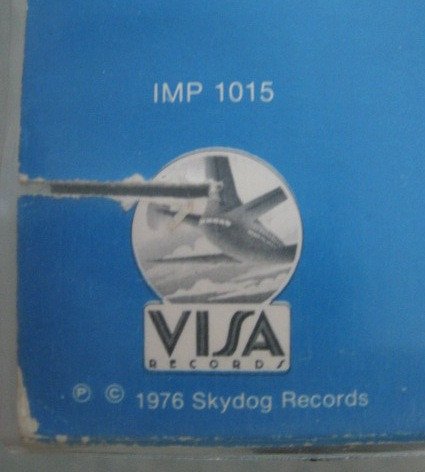 IMP 1015
VISA
RECORDS
℗ © 1976 Skydog Records